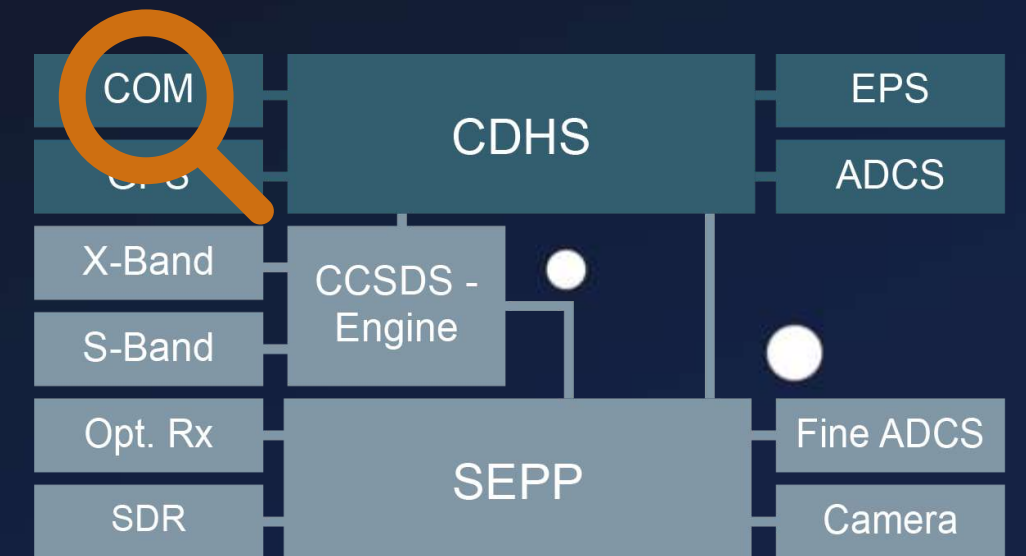 COM
CDHS
EPS
ADCS
X-Band
CCSDS -
Engine
S-Band
Opt. Rx
SEPP
Fine ADCS
SDR
Camera